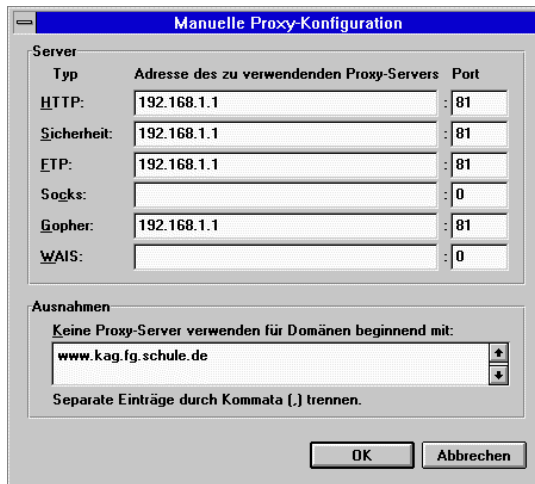 Manuelle Proxy-Konfiguration
Server
Typ Adresse des zu verwendenden Proxy-Servers Port
HTTP: 192.168.1.1 : 81
Sicherheit: 192.168.1.1 : 81
FTP: 192.168.1.1 : 81
Socks: : 0
Gopher: 192.168.1.1 : 81
WAIS: : 0
Ausnahmen
Keine Proxy-Server verwenden für Domänen beginnend mit:
www.kag.fg.schule.de
Separate Einträge durch Kommata (,) trennen.
OK Abbrechen